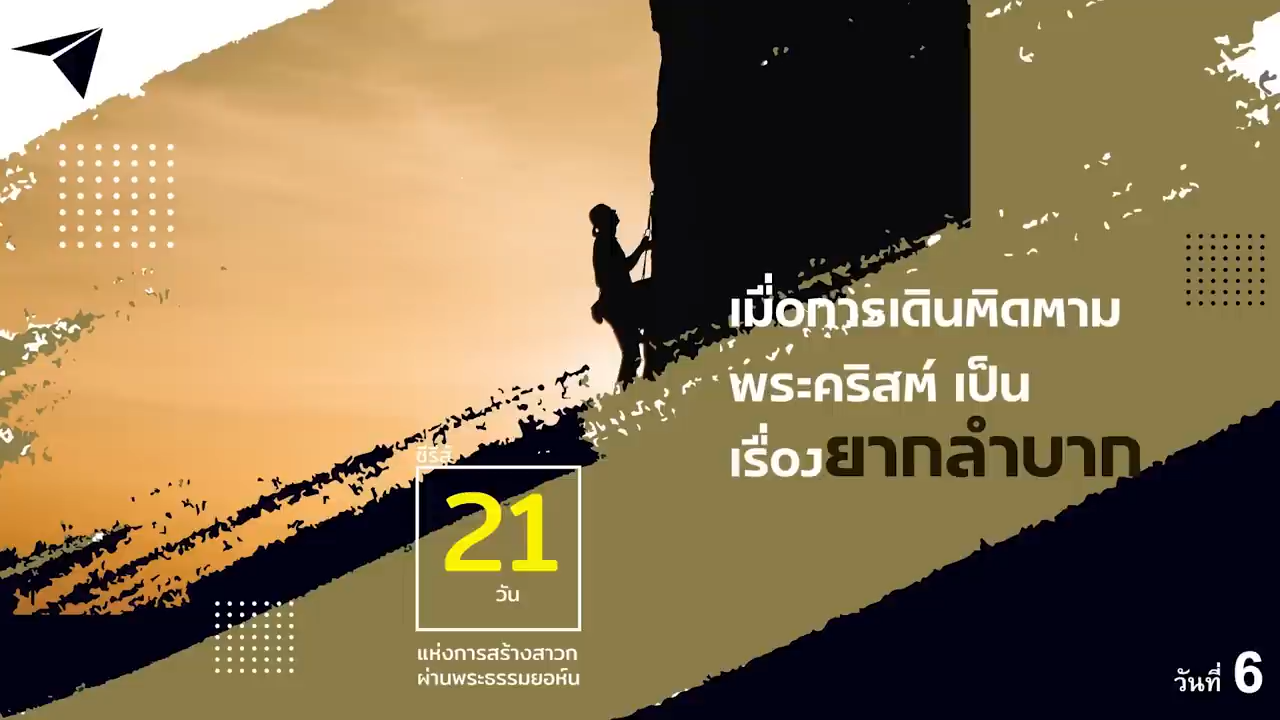 เมื่อการเดินติดตาม
พระคริสต์ เป็น
เรื่องยากลำบาก
ซีรีส์
21
วัน
แห่งการสร้างสาวก
ผ่านพระธรรมยอห์น
วันที่ 6